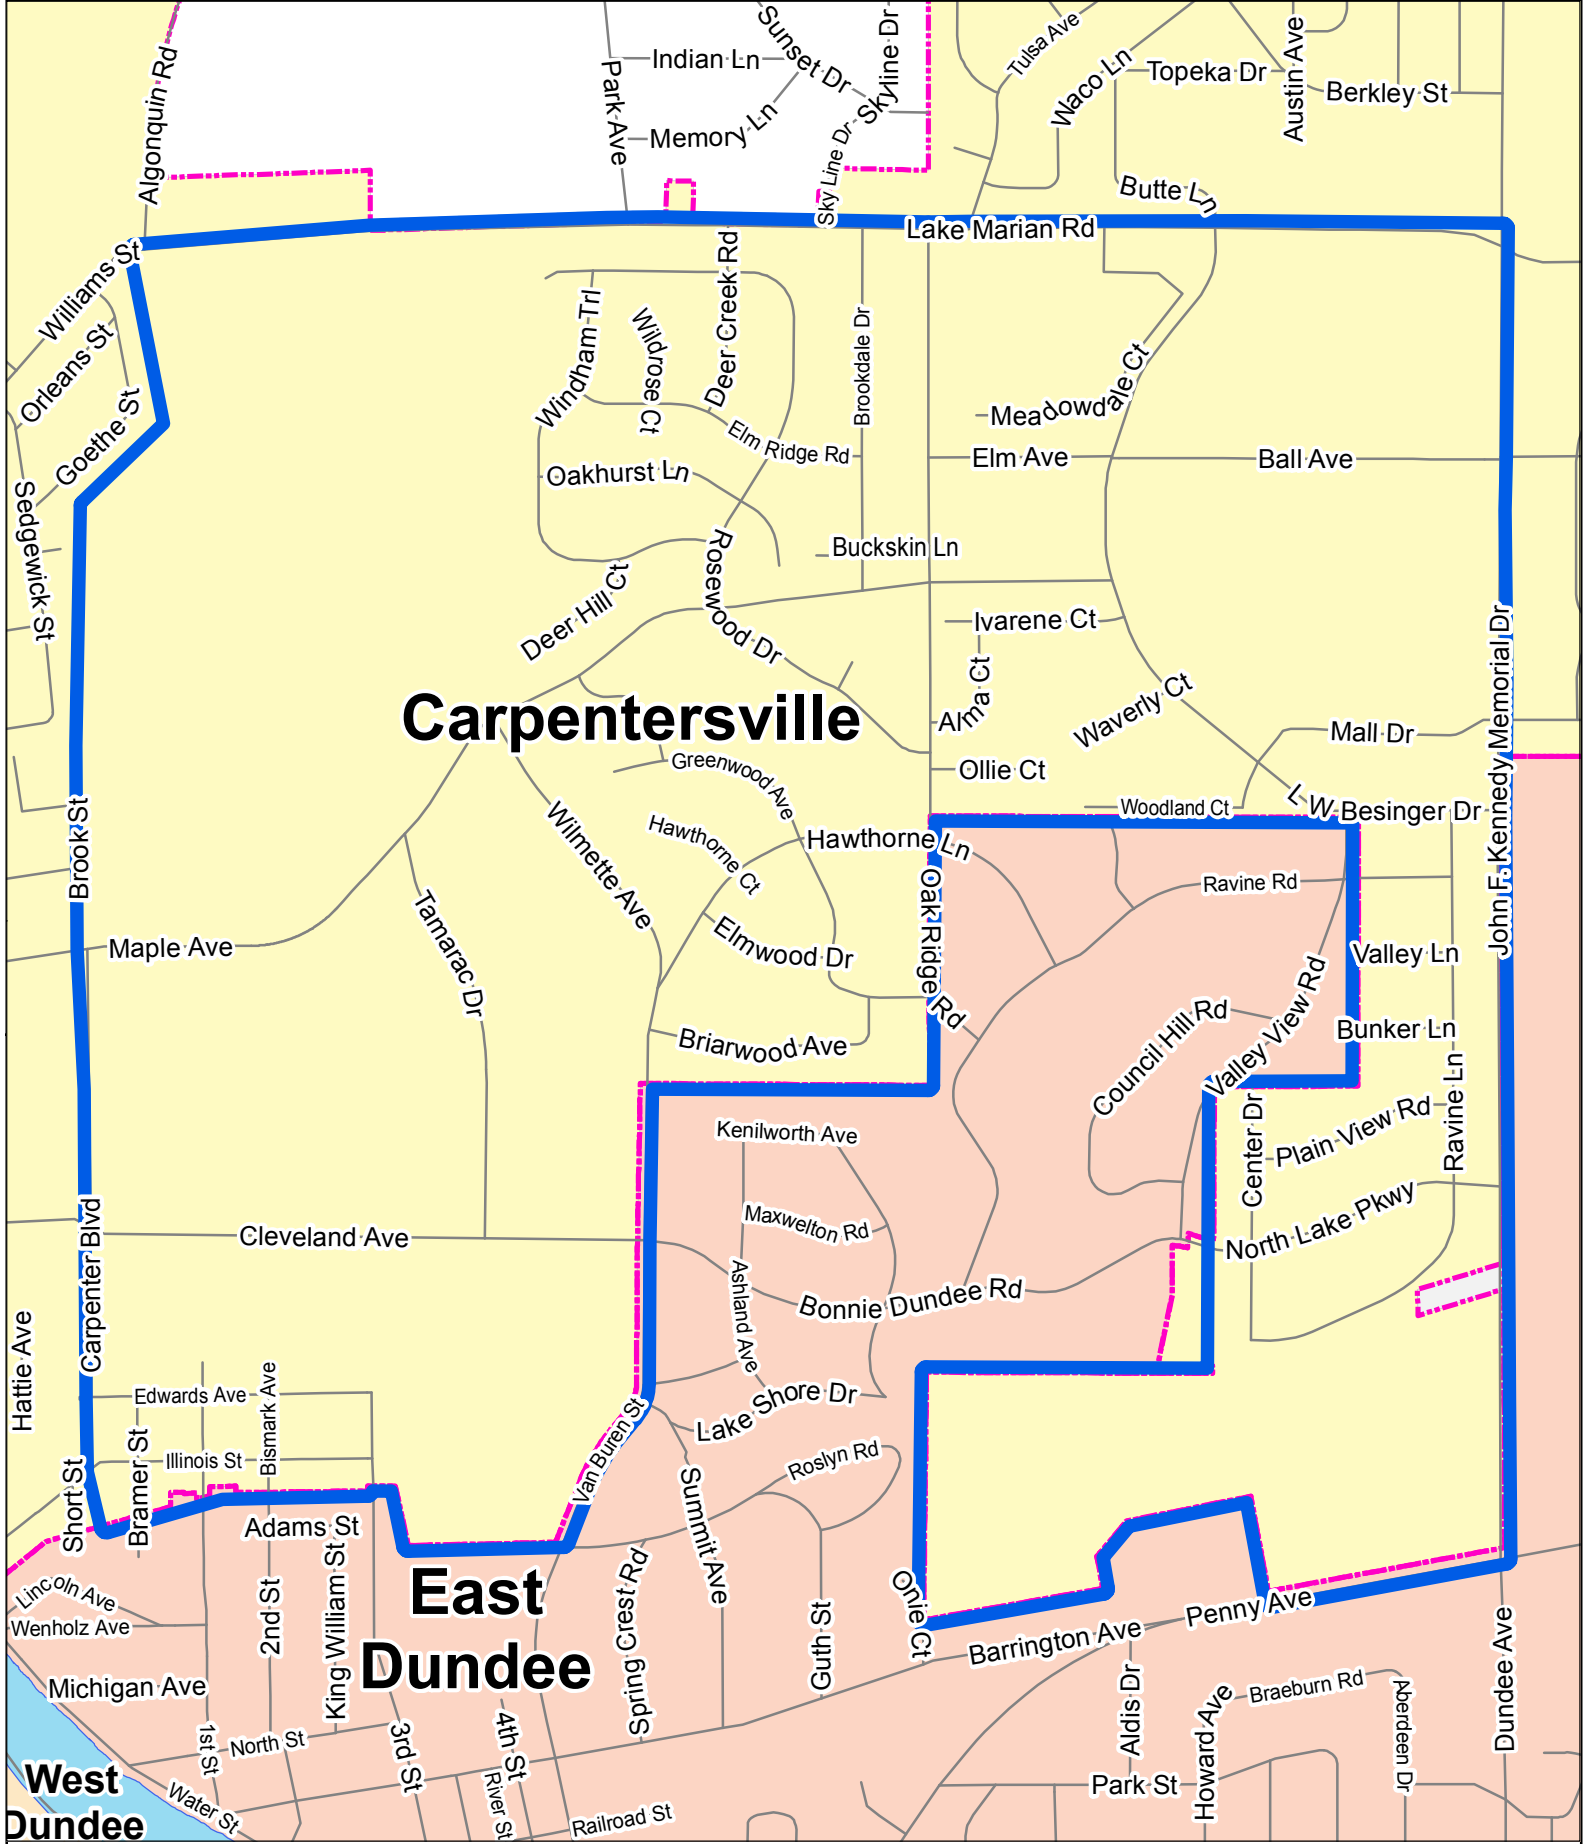 Sunset Dr
Skyline Dr
Tulsa Ave
Austin Ave
Algonquin Rd
Park Ave
Indian Ln
Waco Ln
Topeka Dr
Berkley St
Memory Ln
Sky Line Dr
Butte Ln
Lake Marian Rd
Williams St
Orleans St
Goethe St
Sedgewick St
Windham Trl
Wildrose Ct
Deer Creek Rd
Brookdale Dr
Meadowdale Ct
Elm Ridge Rd
Elm Ave
Ball Ave
Oakhurst Ln
Buckskin Ln
Rosewood Dr
Deer Hill Ct
Ivarene Ct
Alma Ct
Waverly Ct
John F. Kennedy Memorial Dr
Carpentersville
Mall Dr
Ollie Ct
Greenwood Ave
L W Besinger Dr
Woodland Ct
Brook St
Wilmette Ave
Hawthorne Ct
Hawthorne Ln
Oak Ridge Rd
Ravine Rd
Tamarac Dr
Maple Ave
Elmwood Dr
Valley Ln
Briarwood Ave
Council Hill Rd
Valley View Rd
Bunker Ln
Kenilworth Ave
Center Dr
Plain View Rd
Ravine Ln
Maxwelton Rd
Carpenter Blvd
Cleveland Ave
North Lake Pkwy
Ashland Ave
Bonnie Dundee Rd
Hattie Ave
Edwards Ave
Bismark Ave
Lake Shore Dr
Van Buren St
Illinois St
Bramer St
Short St
Roslyn Rd
Summit Ave
Adams St
East
Dundee
Lincoln Ave
Wenholz Ave
2nd St
King William St
Spring Crest Rd
Guth St
Onie Ct
Penny Ave
Barrington Ave
Dundee Ave
Michigan Ave
Aldis Dr
Howard Ave
Braeburn Rd
Aberdeen Dr
1st St
North St
3rd St
4th St
River St
Park St
West
Dundee
Water St
Railroad St